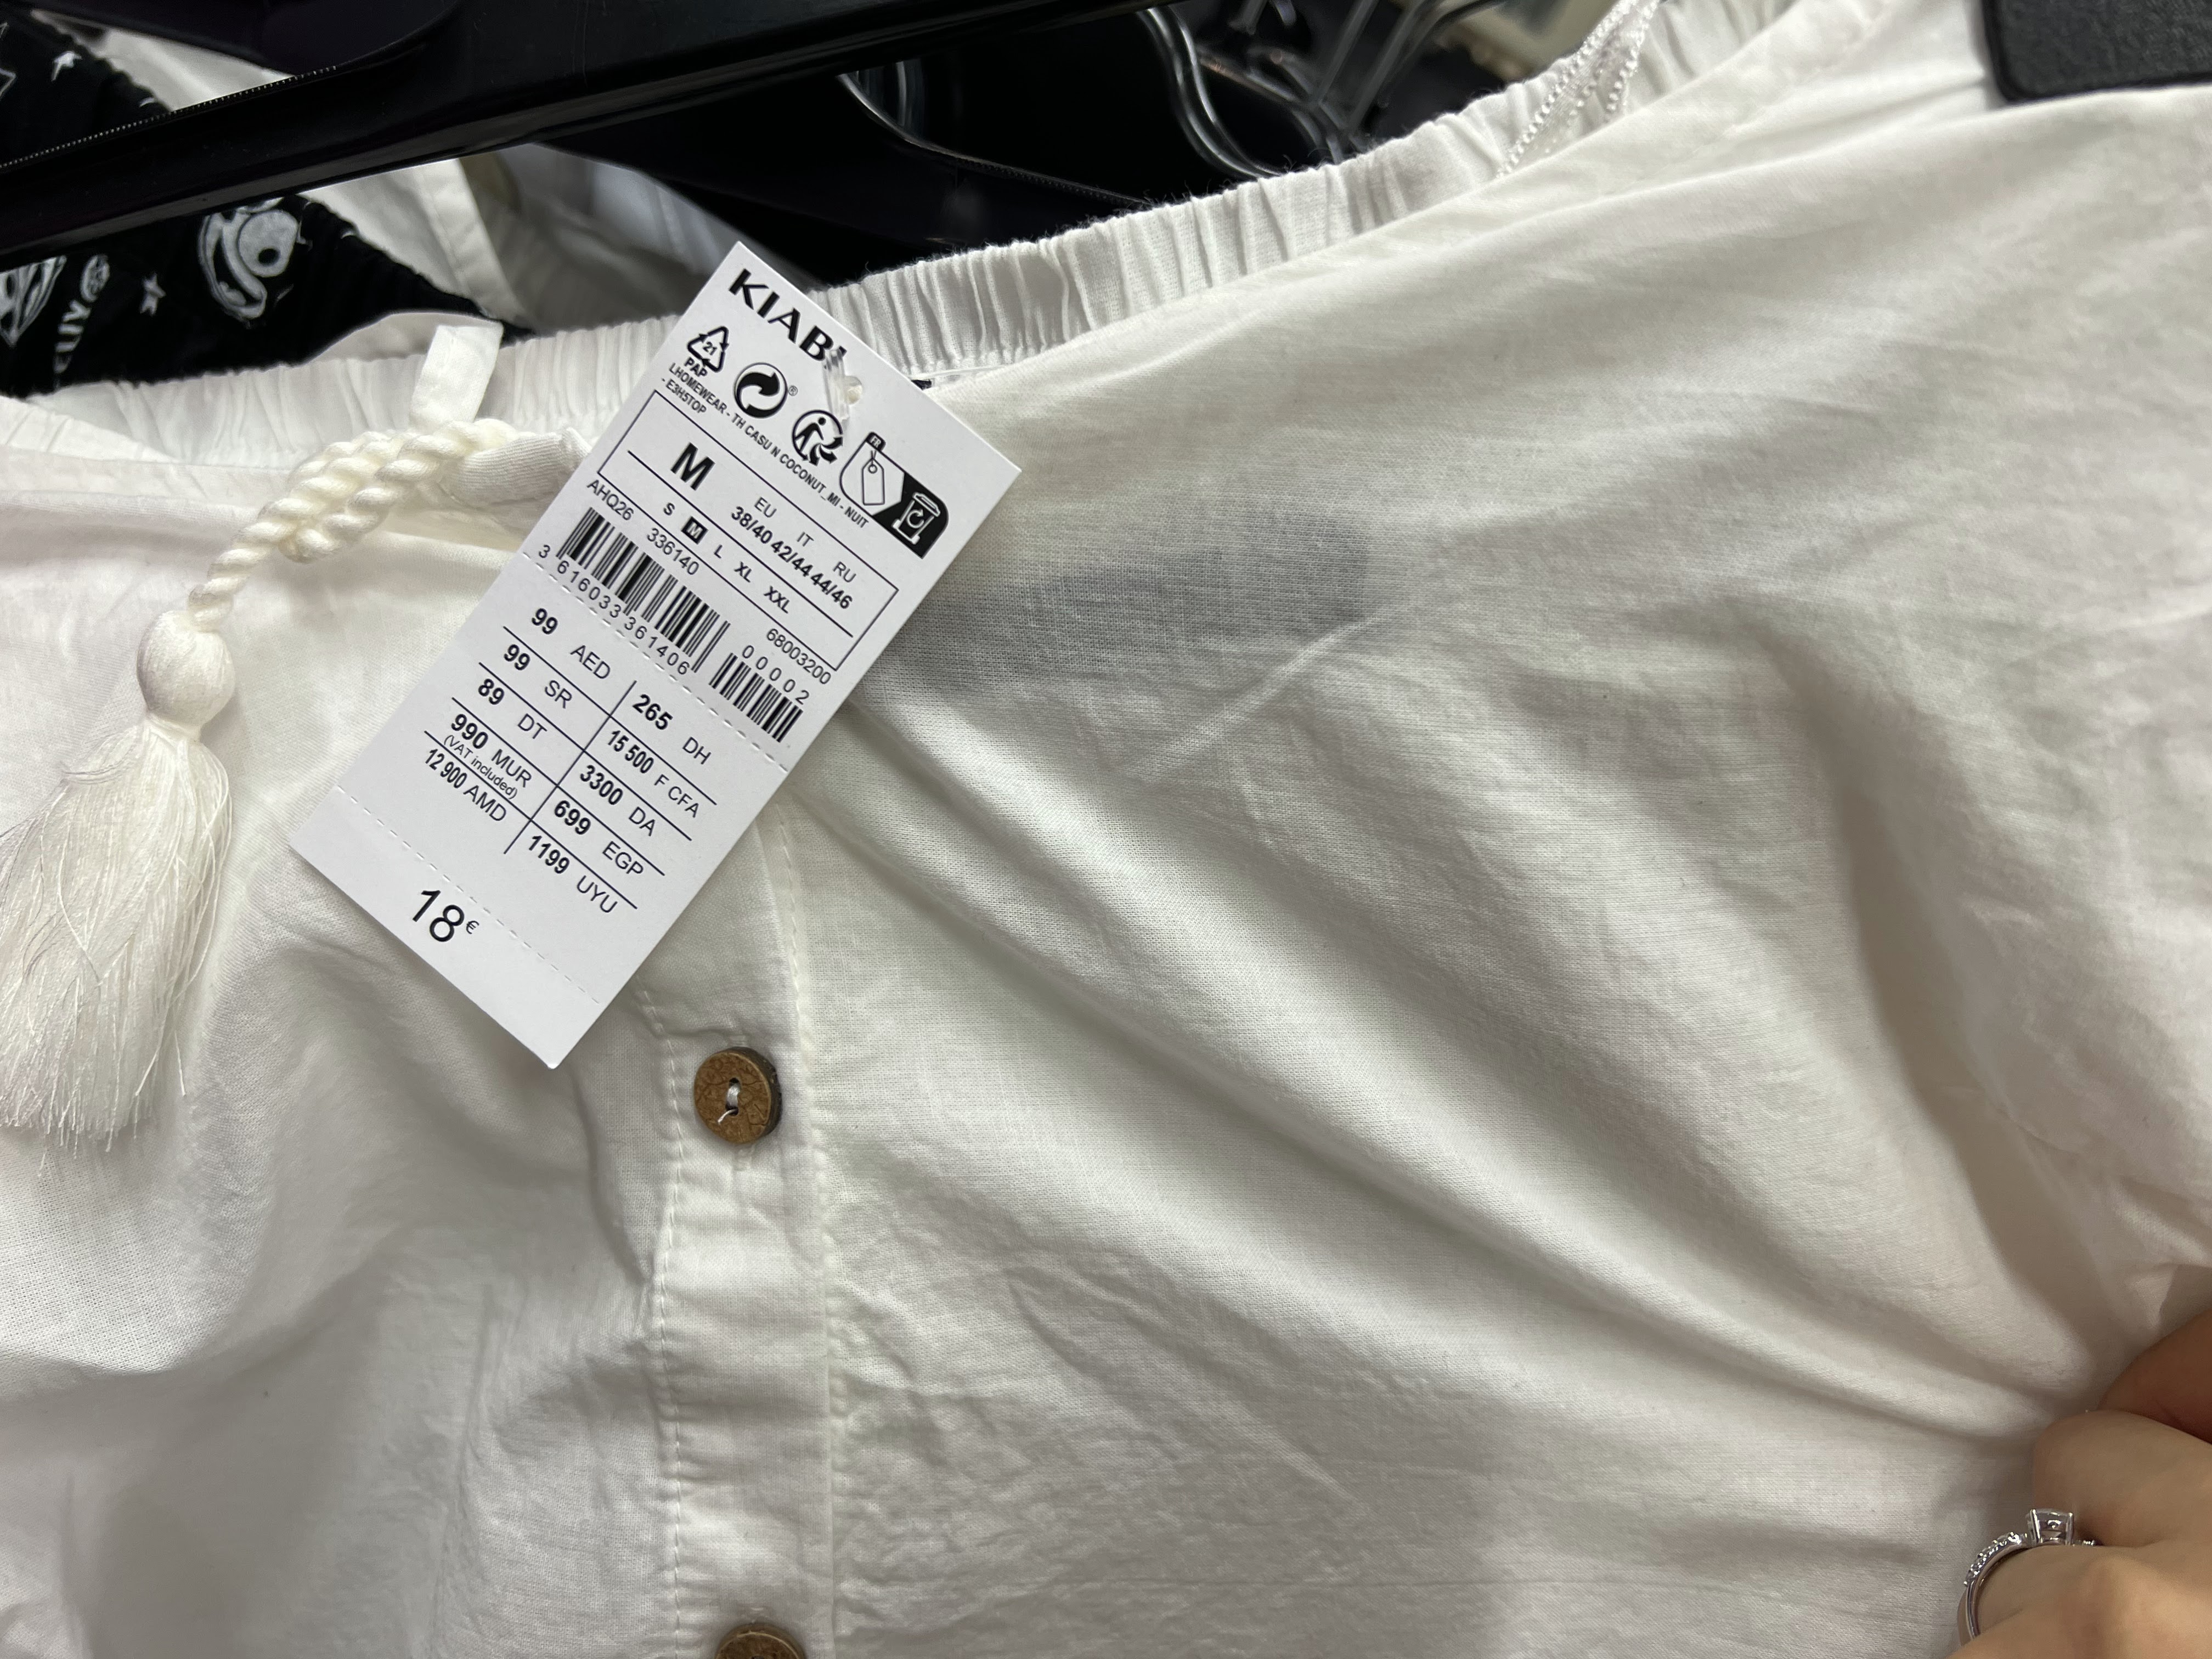 KIABI
21
PAP
®
FR
LHOMEWEAR - TH CASU N COCONUT_MI - NUIT
- E3H5TOP
M
EU IT RU
38/40 42/44 44/46
S M L XL XXL
AHQ26 336140 68003200
3 616033 361406 00002
99 AED 265 DH
99 SR 15 500 F CFA
89 DT 3300 DA
990 MUR 699 EGP
(VAT included)
12 900 AMD 1199 UYU
18€